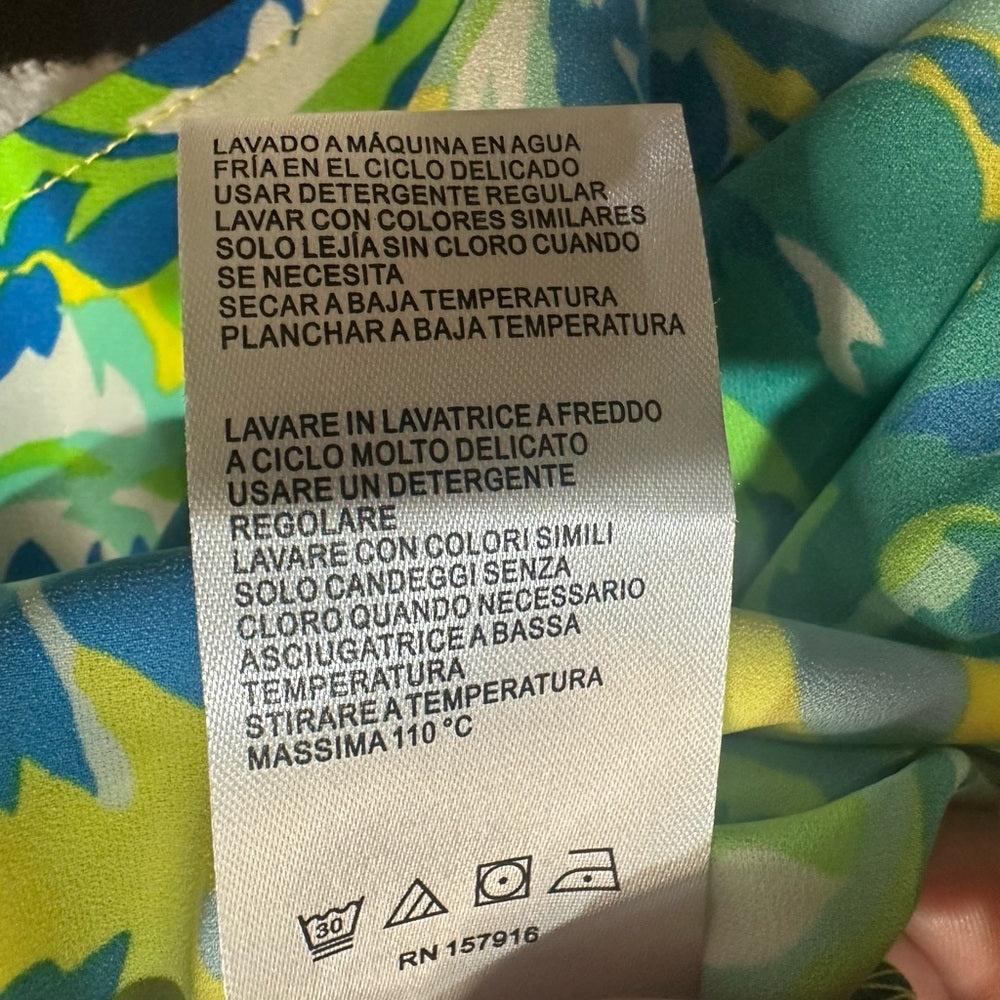 LAVADO A MÁQUINA EN AGUA
FRÍA EN EL CICLO DELICADO
USAR DETERGENTE REGULAR
LAVAR CON COLORES SIMILARES
SOLO LEJÍA SIN CLORO CUANDO
SE NECESITA
SECAR A BAJA TEMPERATURA
PLANCHAR A BAJA TEMPERATURA
LAVARE IN LAVATRICE A FREDDO
A CICLO MOLTO DELICATO
USARE UN DETERGENTE
REGOLARE
LAVARE CON COLORI SIMILI
SOLO CANDEGGI SENZA
CLORO QUANDO NECESSARIO
ASCIUGATRICE A BASSA
TEMPERATURA
STIRARE A TEMPERATURA
MASSIMA 110 °C
30
RN 157916